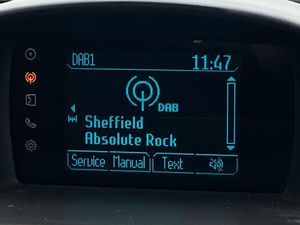 DAB1 11:47
DAB
Sheffield
Absolute Rock
Service Manual Text